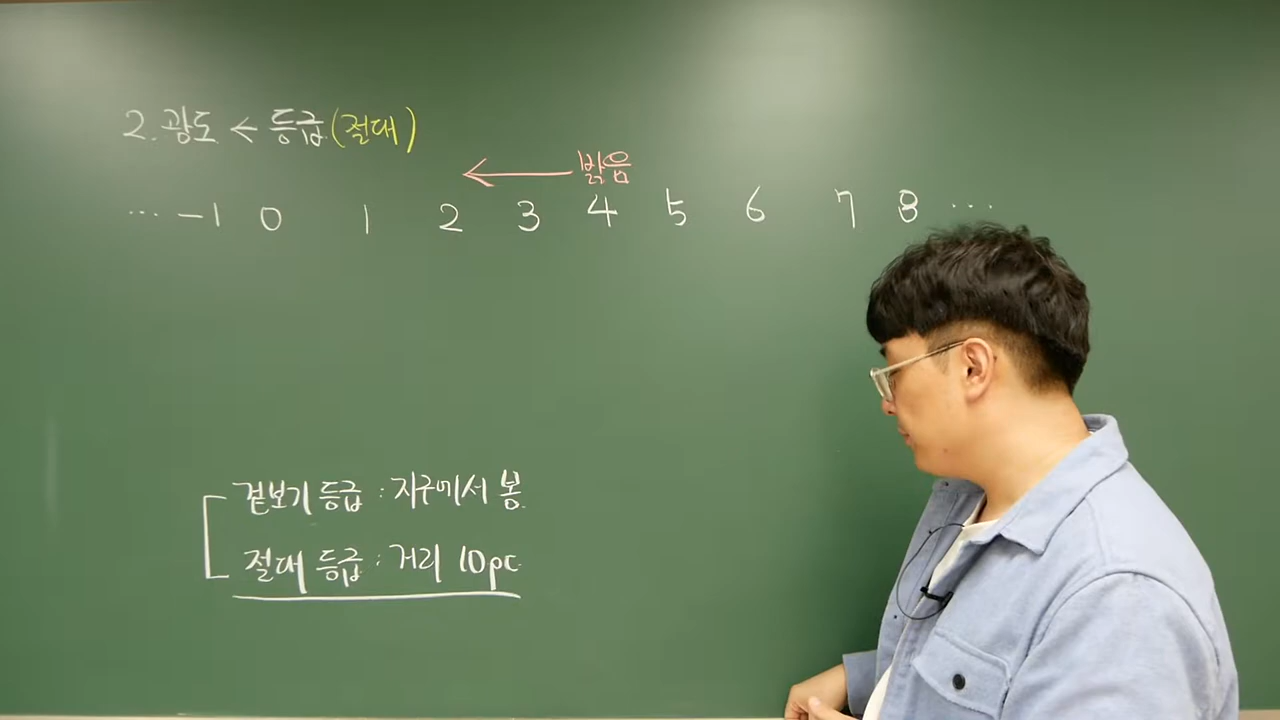 2. 광도 ← 등급(절대)
← 밝음
… -1 0 1 2 3 4 5 6 7 8 …
겉보기 등급 : 지구에서 봄
절대 등급 : 거리 10pc